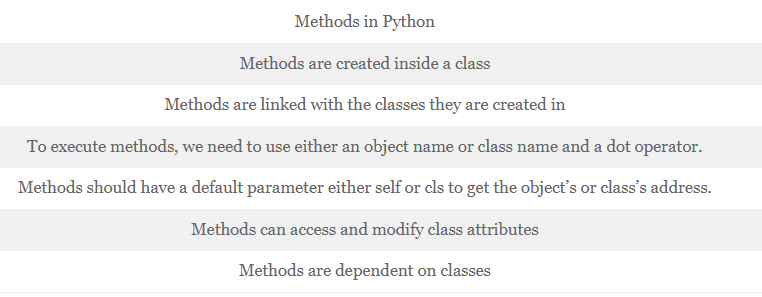 Methods in Python
Methods are created inside a class
Methods are linked with the classes they are created in
To execute methods, we need to use either an object name or class name and a dot operator.
Methods should have a default parameter either self or cls to get the object’s or class’s address.
Methods can access and modify class attributes
Methods are dependent on classes